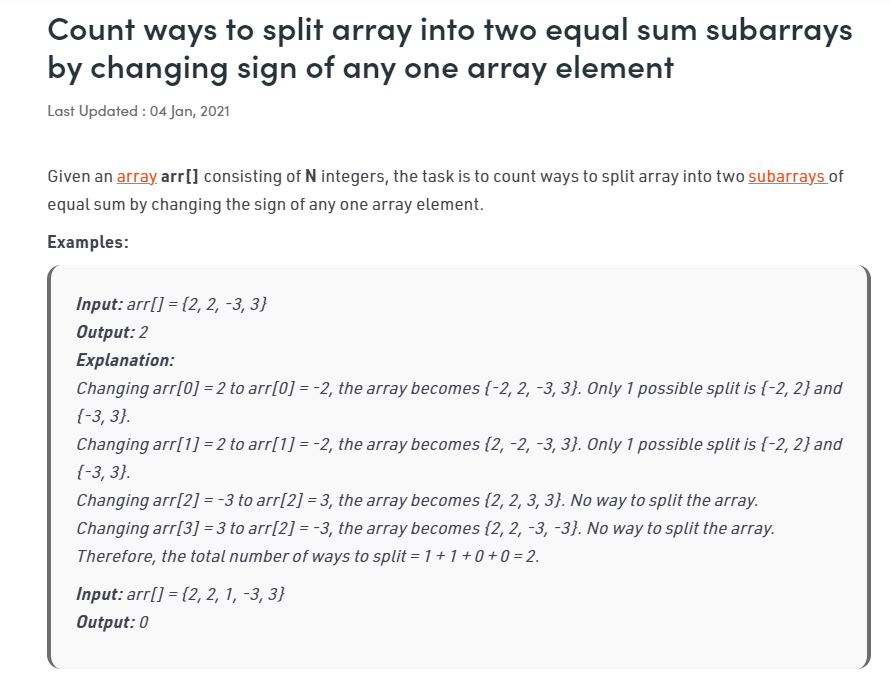 Count ways to split array into two equal sum subarrays
by changing sign of any one array element
Last Updated : 04 Jan, 2021
Given an array arr[] consisting of N integers, the task is to count ways to split array into two subarrays of
equal sum by changing the sign of any one array element.
Examples:
Input: arr[] = {2, 2, -3, 3}
Output: 2
Explanation:
Changing arr[0] = 2 to arr[0] = -2, the array becomes {-2, 2, -3, 3}. Only 1 possible split is {-2, 2} and
{-3, 3}.
Changing arr[1] = 2 to arr[1] = -2, the array becomes {2, -2, -3, 3}. Only 1 possible split is {-2, 2} and
{-3, 3}.
Changing arr[2] = -3 to arr[2] = 3, the array becomes {2, 2, 3, 3}. No way to split the array.
Changing arr[3] = 3 to arr[2] = -3, the array becomes {2, 2, -3, -3}. No way to split the array.
Therefore, the total number of ways to split = 1 + 1 + 0 + 0 = 2.
Input: arr[] = {2, 2, 1, -3, 3}
Output: 0